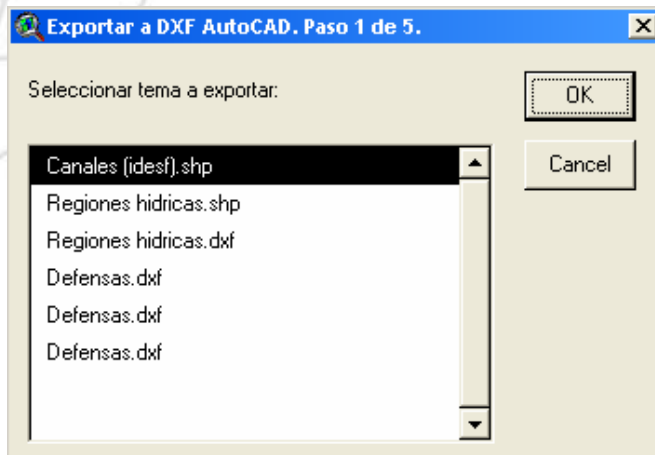 Exportar a DXF AutoCAD. Paso 1 de 5.
Seleccionar tema a exportar:
OK
Cancel
Canales (idesf).shp
Regiones hidricas.shp
Regiones hidricas.dxf
Defensas.dxf
Defensas.dxf
Defensas.dxf